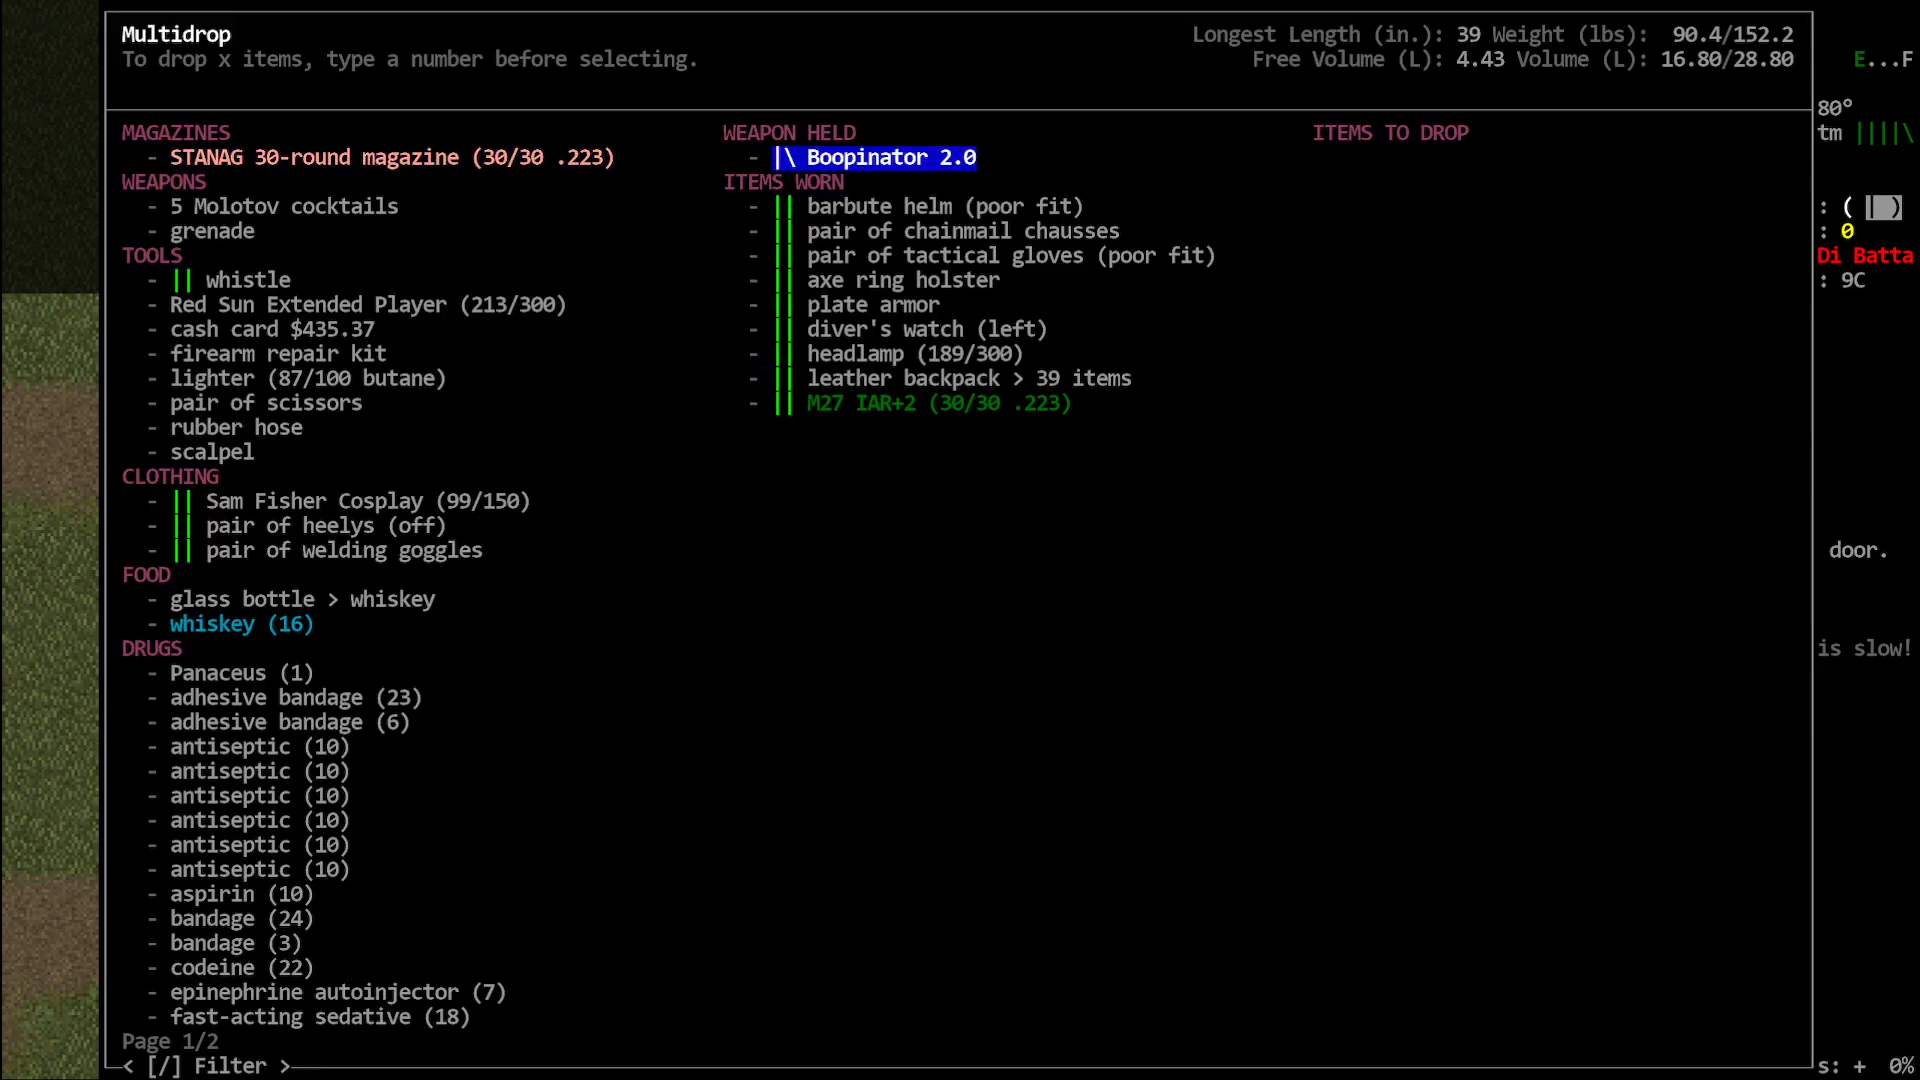 Multidrop
To drop x items, type a number before selecting.
Longest Length (in.): 39 Weight (lbs): 90.4/152.2
Free Volume (L): 4.43 Volume (L): 16.80/28.80
MAGAZINES
- STANAG 30-round magazine (30/30 .223)
WEAPONS
- 5 Molotov cocktails
- grenade
TOOLS
- || whistle
- Red Sun Extended Player (213/300)
- cash card $435.37
- firearm repair kit
- lighter (87/100 butane)
- pair of scissors
- rubber hose
- scalpel
CLOTHING
- || Sam Fisher Cosplay (99/150)
- || pair of heelys (off)
- || pair of welding goggles
FOOD
- glass bottle > whiskey
- whiskey (16)
DRUGS
- Panaceus (1)
- adhesive bandage (23)
- adhesive bandage (6)
- antiseptic (10)
- antiseptic (10)
- antiseptic (10)
- antiseptic (10)
- antiseptic (10)
- antiseptic (10)
- aspirin (10)
- bandage (24)
- bandage (3)
- codeine (22)
- epinephrine autoinjector (7)
- fast-acting sedative (18)
Page 1/2
< [/] Filter >
WEAPON HELD
- |\ Boopinator 2.0
ITEMS WORN
- || barbute helm (poor fit)
- || pair of chainmail chausses
- || pair of tactical gloves (poor fit)
- || axe ring holster
- || plate armor
- || diver's watch (left)
- || headlamp (189/300)
- || leather backpack > 39 items
- || M27 IAR+2 (30/30 .223)
ITEMS TO DROP
E...F
80°
tm ||||\
: ( | )
: 0
Di Batta
: 9C
door.
is slow!
s: + 0%